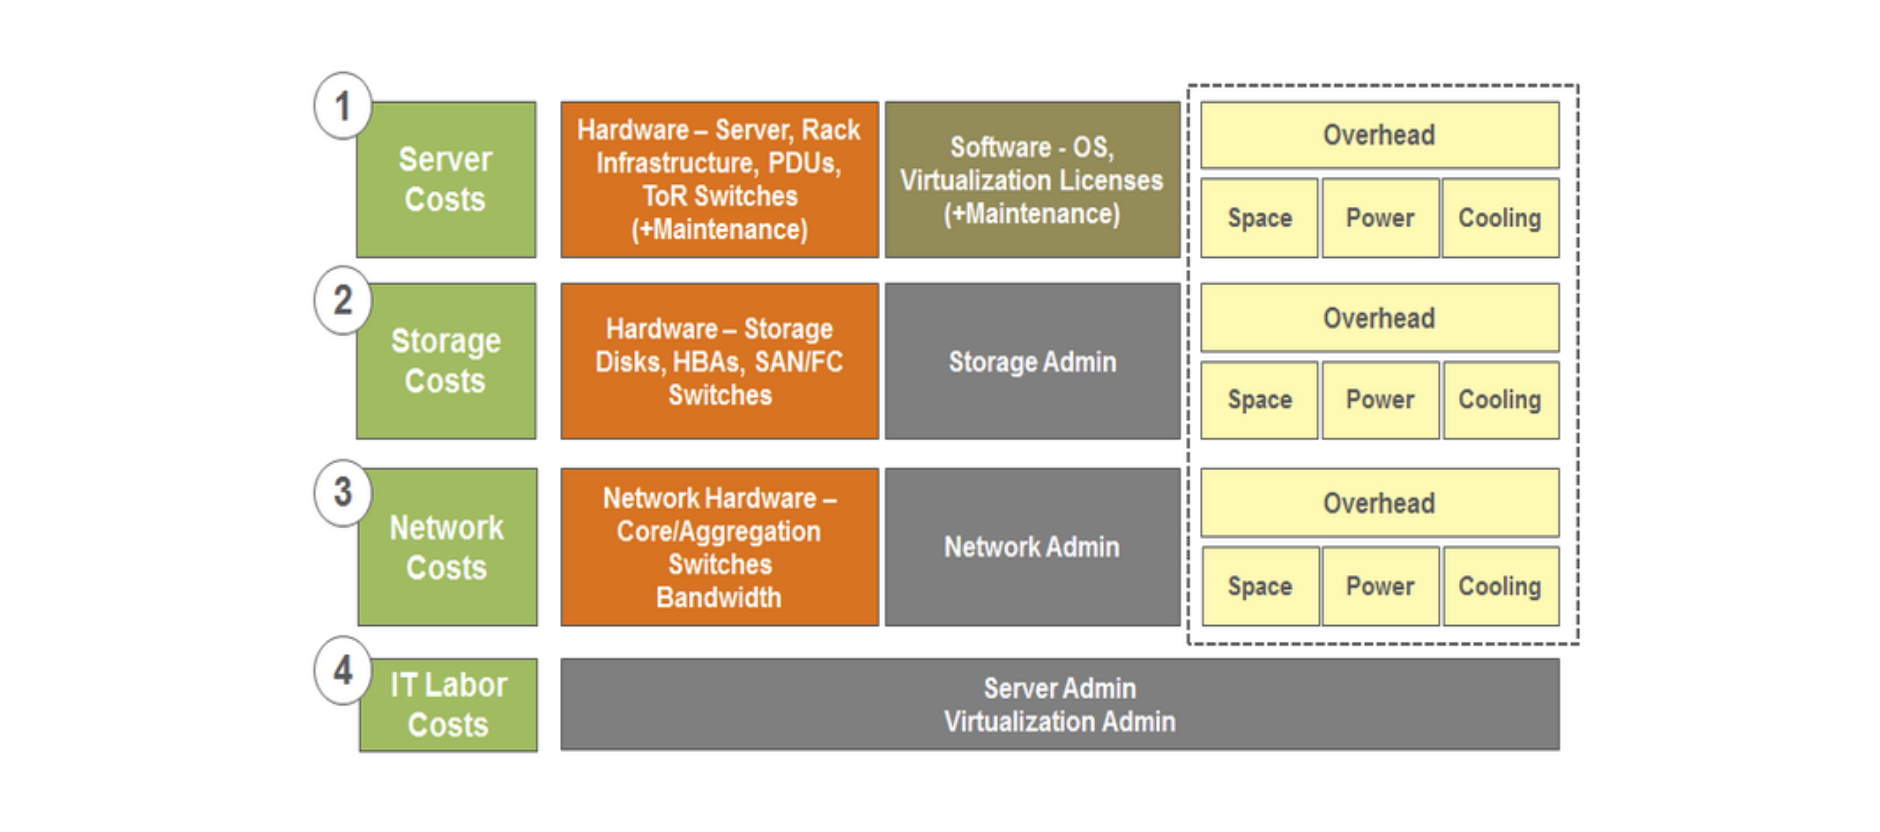 1
Server
Costs
Hardware – Server, Rack
Infrastructure, PDUs,
ToR Switches
(+Maintenance)
Software - OS,
Virtualization Licenses
(+Maintenance)
Overhead
Space
Power
Cooling
2
Storage
Costs
Hardware – Storage
Disks, HBAs, SAN/FC
Switches
Storage Admin
Overhead
Space
Power
Cooling
3
Network
Costs
Network Hardware –
Core/Aggregation
Switches
Bandwidth
Network Admin
Overhead
Space
Power
Cooling
4
IT Labor
Costs
Server Admin
Virtualization Admin